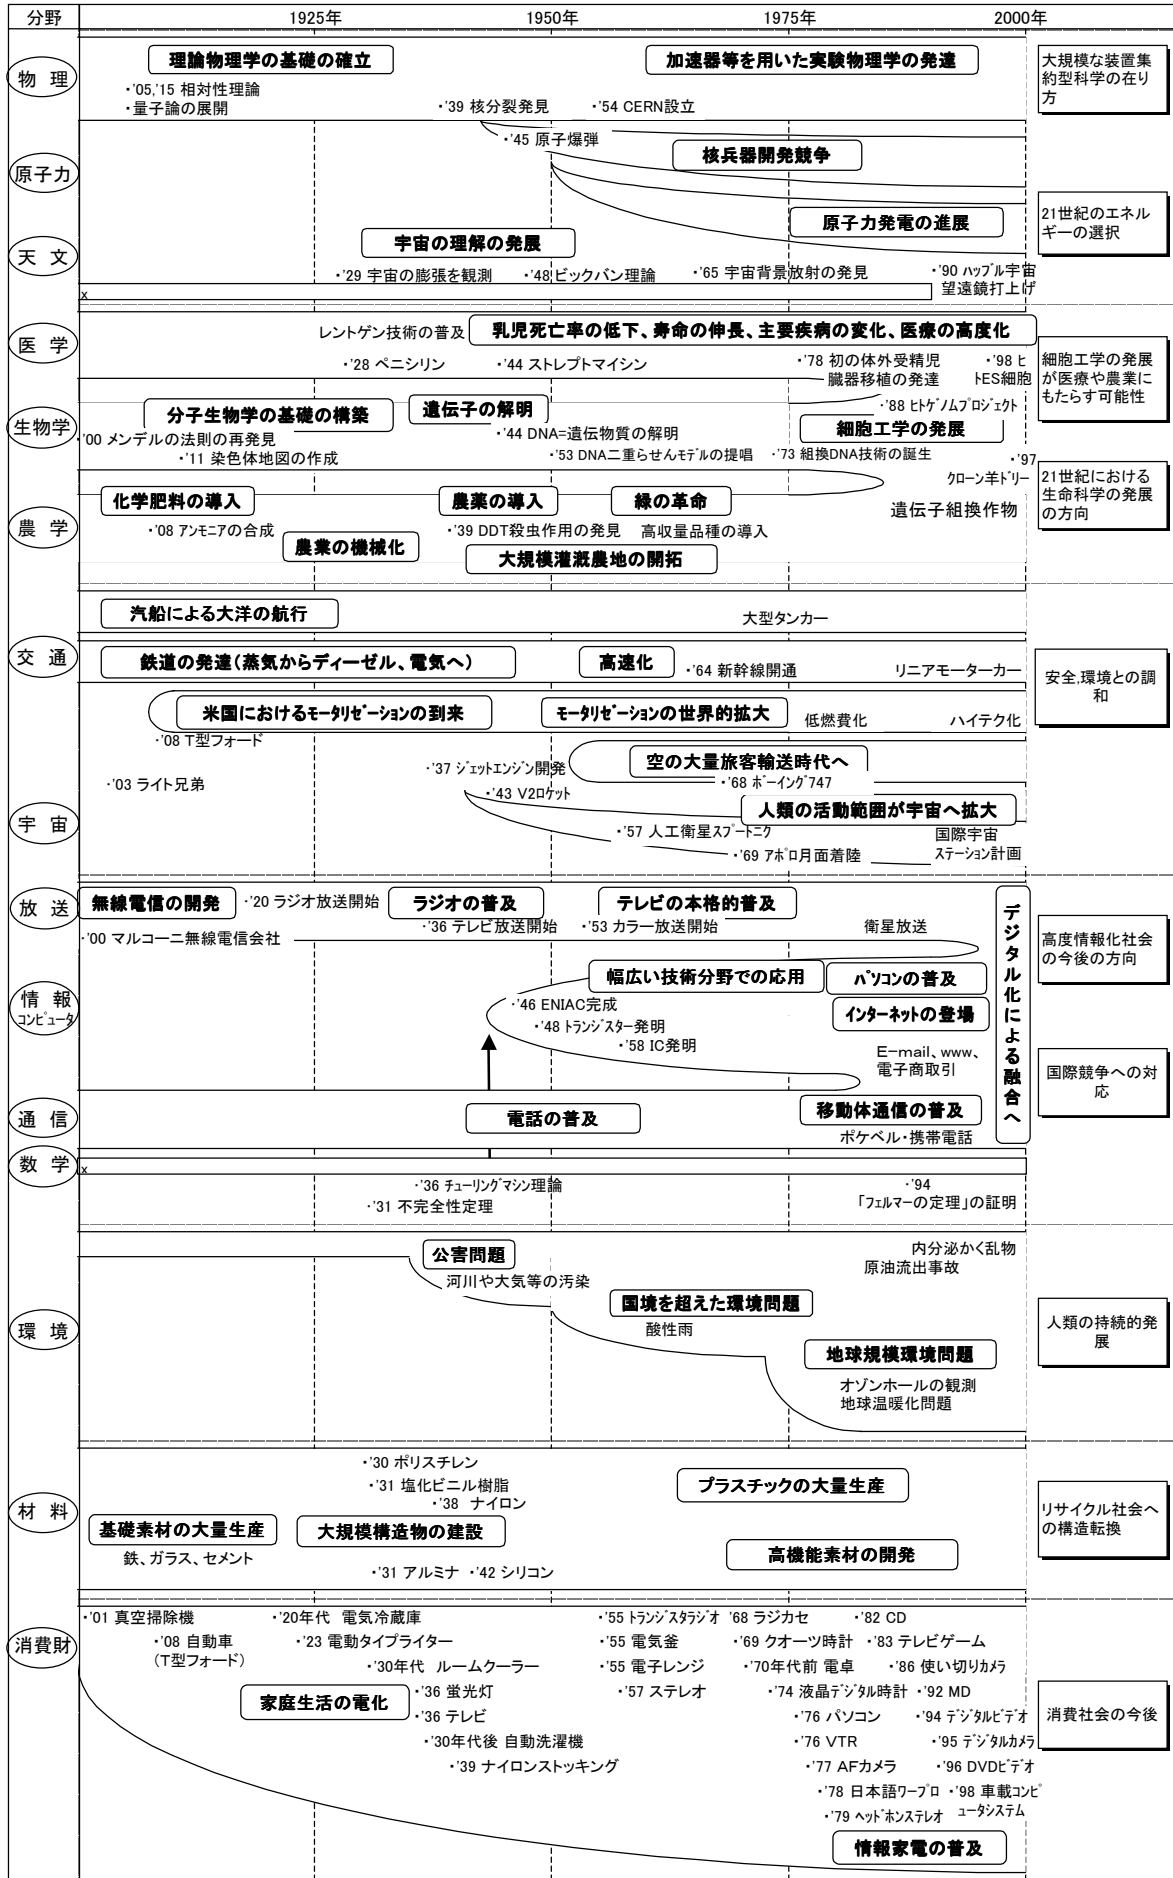 分野
1925年
1950年
1975年
2000年
物 理
理論物理学の基礎の確立
加速器等を用いた実験物理学の発達
・'05,'15 相対性理論
・量子論の展開
・'39 核分裂発見
・'54 CERN設立
大規模な装置集
約型科学の在り
方
原子力
・'45 原子爆弾
核兵器開発競争
原子力発電の進展
21世紀のエネル
ギーの選択
天 文
宇宙の理解の発展
・'29 宇宙の膨張を観測
・'48 ビックバン理論
・'65 宇宙背景放射の発見
・'90 ハッブル宇宙
望遠鏡打上げ
x
医 学
レントゲン技術の普及
乳児死亡率の低下、寿命の伸長、主要疾病の変化、医療の高度化
・'28 ペニシリン
・'44 ストレプトマイシン
・'78 初の体外受精児
臓器移植の発達
・'98 ヒ
トES細胞
細胞工学の発展
が医療や農業に
もたらす可能性
生物学
分子生物学の基礎の構築
遺伝子の解明
・'88 ヒトゲノムプロジェクト
細胞工学の発展
・'00 メンデルの法則の再発見
・'11 染色体地図の作成
・'44 DNA=遺伝物質の解明
・'53 DNA二重らせんモデルの提唱
・'73 組換DNA技術の誕生
・'97
クローン羊ドリー
21世紀における
生命科学の発展
の方向
農 学
化学肥料の導入
農薬の導入
緑の革命
遺伝子組換作物
・'08 アンモニアの合成
・'39 DDT殺虫作用の発見
高収量品種の導入
農業の機械化
大規模灌漑農地の開拓
汽船による大洋の航行
大型タンカー
交 通
鉄道の発達(蒸気からディーゼル、電気へ)
高速化
・'64 新幹線開通
リニアモーターカー
安全,環境との調
和
米国におけるモータリゼーションの到来
モータリゼーションの世界的拡大
低燃費化
ハイテク化
・'08 T型フォード
空の大量旅客輸送時代へ
・'37 ジェットエンジン開発
・'03 ライト兄弟
・'43 V2ロケット
・'68 ボーイング747
宇 宙
人類の活動範囲が宇宙へ拡大
・'57 人工衛星スプートニク
・'69 アポロ月面着陸
国際宇宙
ステーション計画
放 送
無線電信の開発
・'20 ラジオ放送開始
ラジオの普及
テレビの本格的普及
・'36 テレビ放送開始
・'53 カラー放送開始
衛星放送
・'00 マルコーニ無線電信会社
デジタル化による融合へ
高度情報化社会
の今後の方向
情 報
コンピュータ
幅広い技術分野での応用
パソコンの普及
・'46 ENIAC完成
インターネットの登場
・'48 トランジスター発明
・'58 IC発明
E-mail、www、
電子商取引
国際競争への対
応
通 信
電話の普及
移動体通信の普及
ポケベル・携帯電話
数 学
x
・'36 チューリングマシン理論
・'31 不完全性定理
・'94
「フェルマーの定理」の証明
環 境
公害問題
河川や大気等の汚染
内分泌かく乱物
原油流出事故
国境を超えた環境問題
酸性雨
地球規模環境問題
オゾンホールの観測
地球温暖化問題
人類の持続的発
展
材 料
・'30 ポリスチレン
・'31 塩化ビニル樹脂
・'38 ナイロン
プラスチックの大量生産
基礎素材の大量生産
大規模構造物の建設
鉄、ガラス、セメント
・'31 アルミナ
・'42 シリコン
高機能素材の開発
リサイクル社会へ
の構造転換
消費財
・'01 真空掃除機
・'20年代 電気冷蔵庫
・'55 トランジスタラジオ
'68 ラジカセ
・'82 CD
・'08 自動車
(T型フォード)
・'23 電動タイプライター
・'55 電気釜
・'69 クオーツ時計
・'83 テレビゲーム
・'30年代 ルームクーラー
・'55 電子レンジ
・'70年代前 電卓
・'86 使い切りカメラ
家庭生活の電化
・'36 蛍光灯
・'57 ステレオ
・'74 液晶デジタル時計
・'92 MD
・'36 テレビ
・'76 パソコン
・'94 デジタルビデオ
・'30年代後 自動洗濯機
・'76 VTR
・'95 デジタルカメラ
・'39 ナイロンストッキング
・'77 AFカメラ
・'96 DVDビデオ
・'78 日本語ワープロ
・'98 車載コンピ
ュータシステム
・'79 ヘッドホンステレオ
情報家電の普及
消費社会の今後